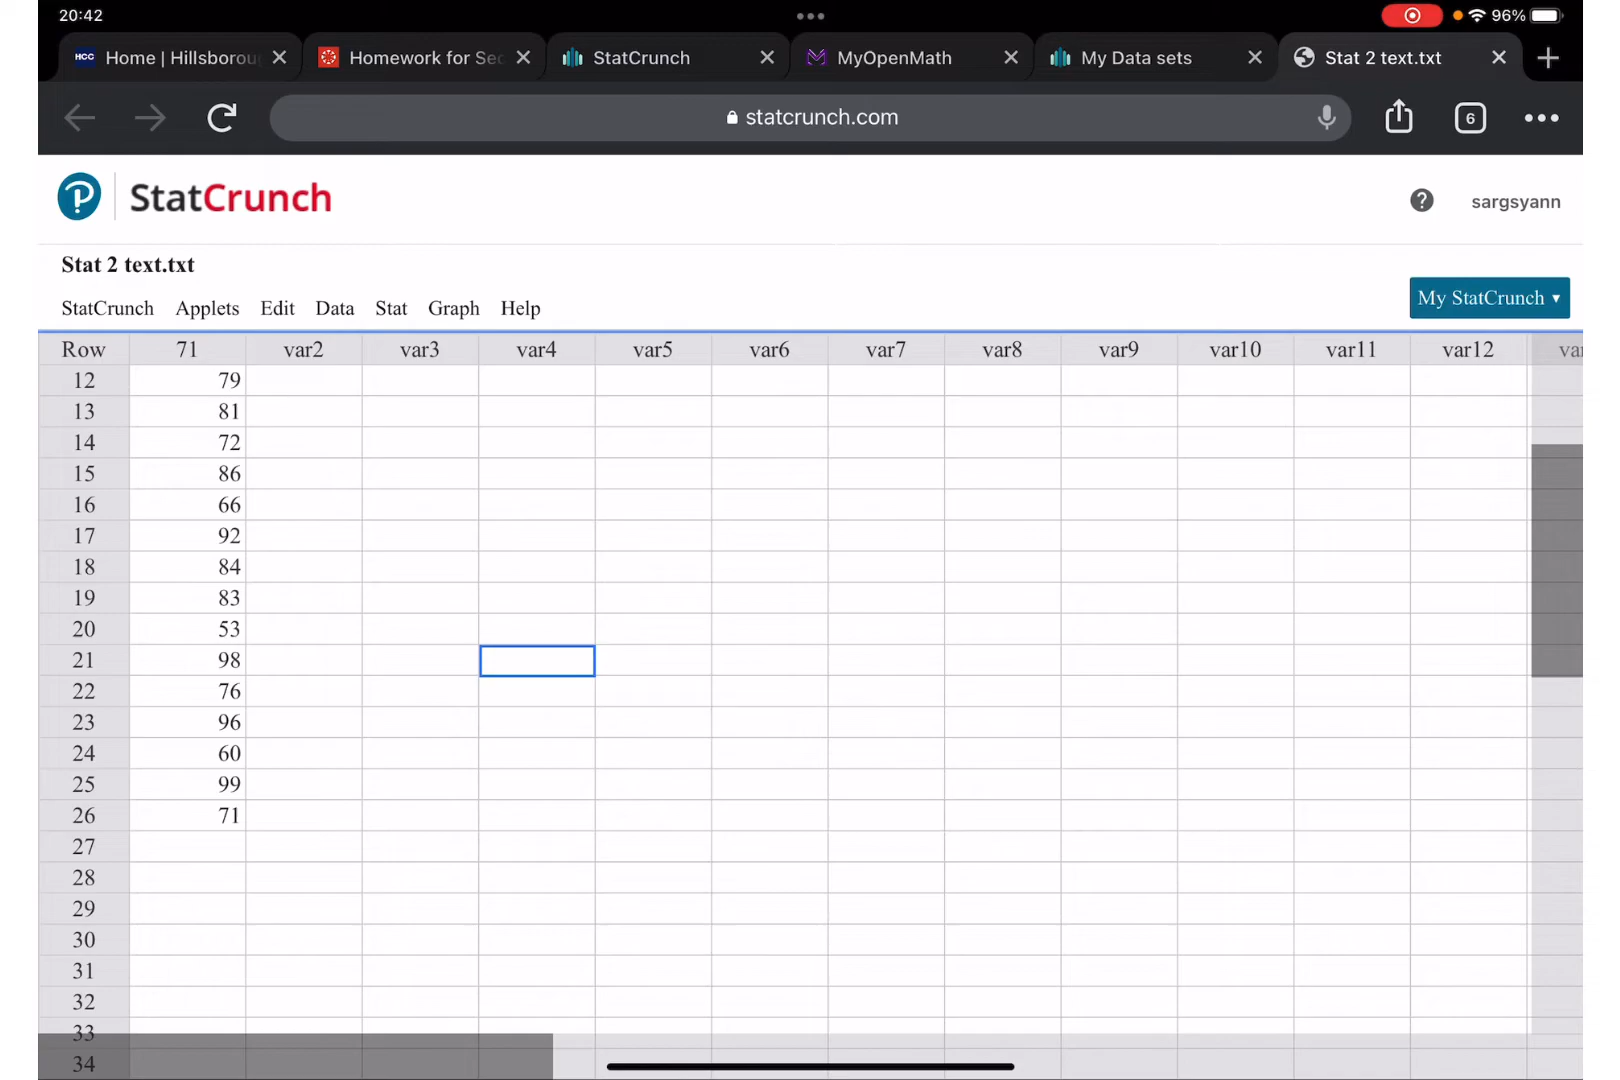 20:42
96%
HCC Home | Hillsborou
Homework for Sec
StatCrunch
MyOpenMath
My Data sets
Stat 2 text.txt
statcrunch.com
6
P StatCrunch
? sargsyann
Stat 2 text.txt
StatCrunch Applets Edit Data Stat Graph Help
My StatCrunch
Row 71 var2 var3 var4 var5 var6 var7 var8 var9 var10 var11 var12 var
12 79
13 81
14 72
15 86
16 66
17 92
18 84
19 83
20 53
21 98
22 76
23 96
24 60
25 99
26 71
27
28
29
30
31
32
33
34